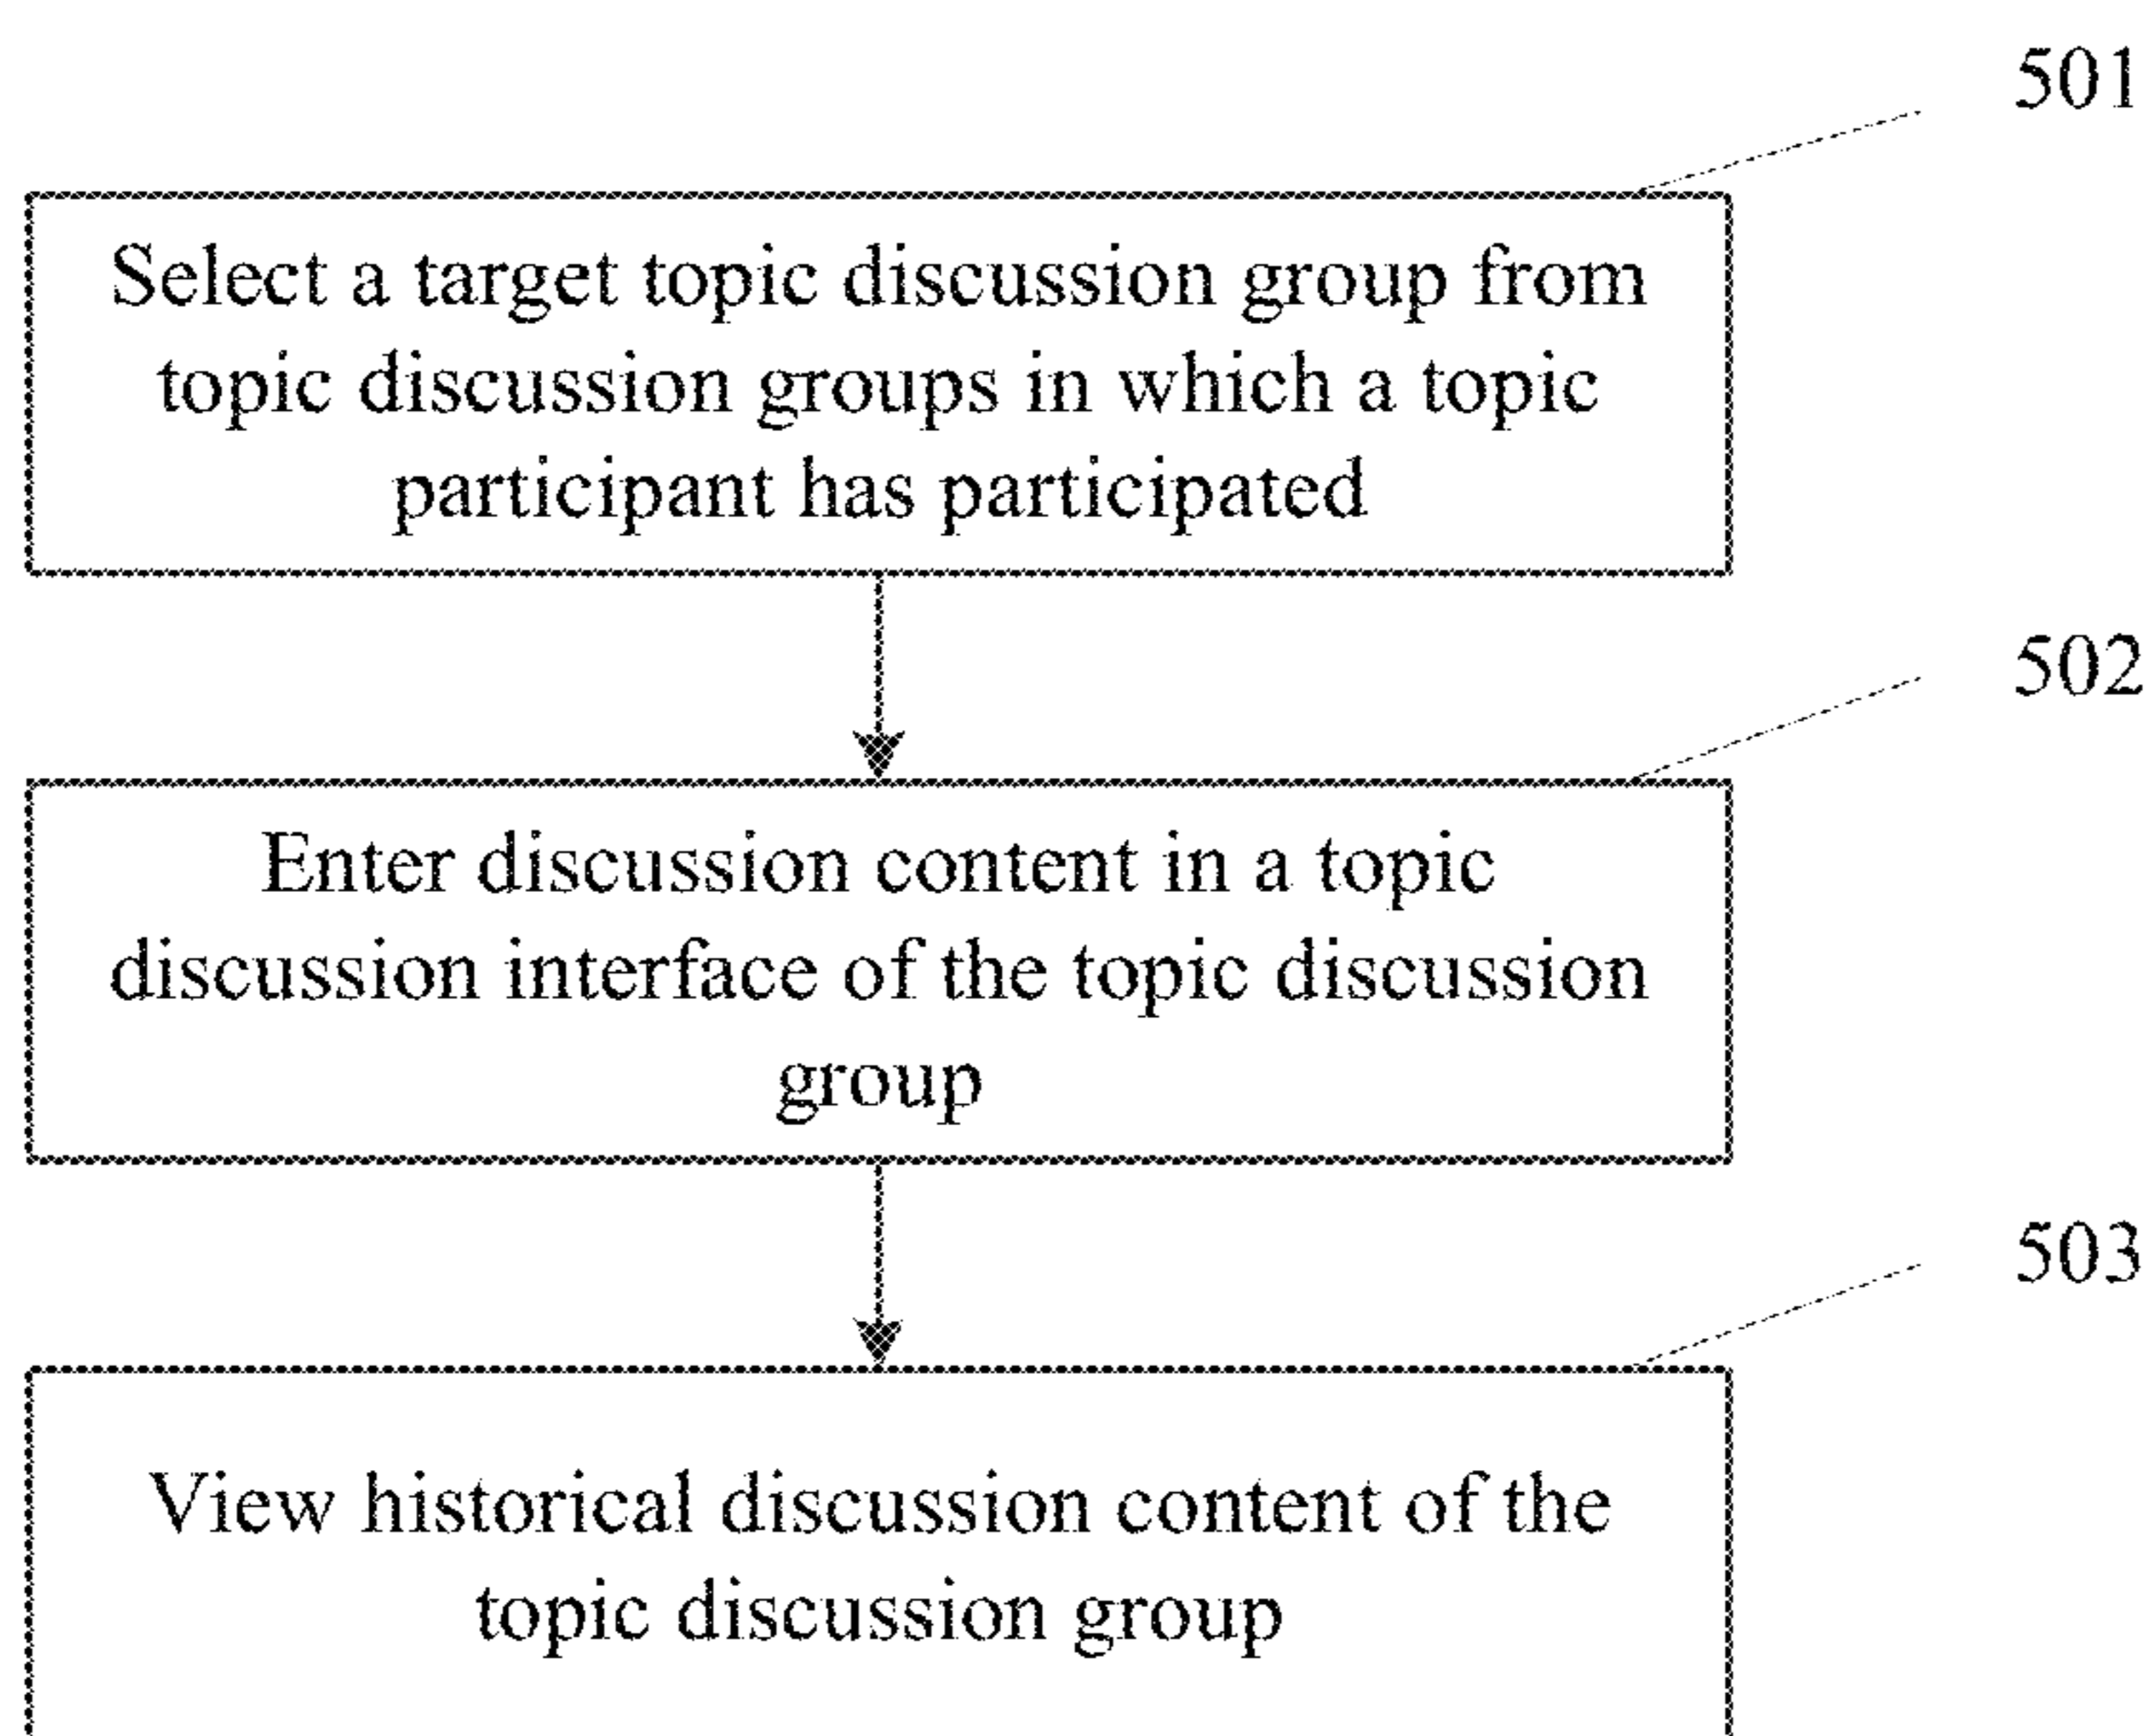 501
Select a target topic discussion group from
topic discussion groups in which a topic
participant has participated
502
Enter discussion content in a topic
discussion interface of the topic discussion
group
503
View historical discussion content of the
topic discussion group